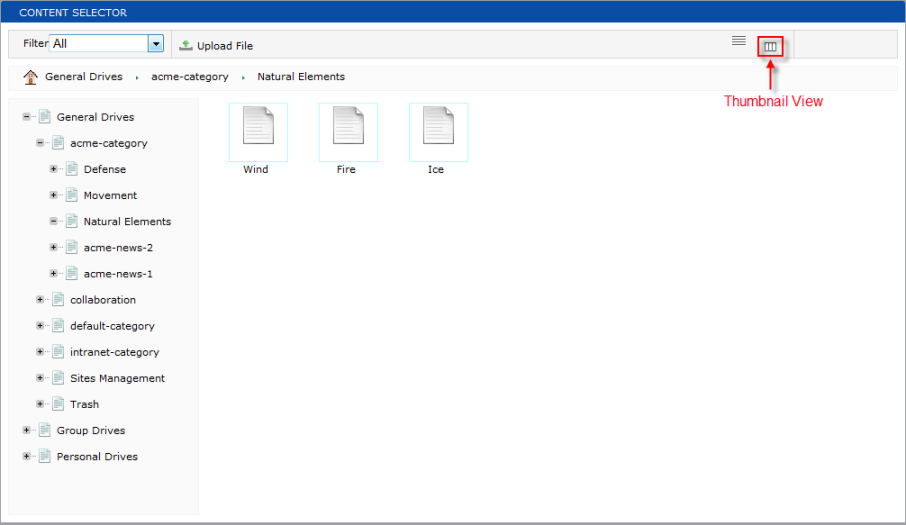 CONTENT SELECTOR
Filter All Upload File
General Drives acme-category Natural Elements
Thumbnail View
General Drives
acme-category
Defense
Movement
Natural Elements
acme-news-2
acme-news-1
collaboration
default-category
intranet-category
Sites Management
Trash
Group Drives
Personal Drives
Wind Fire Ice